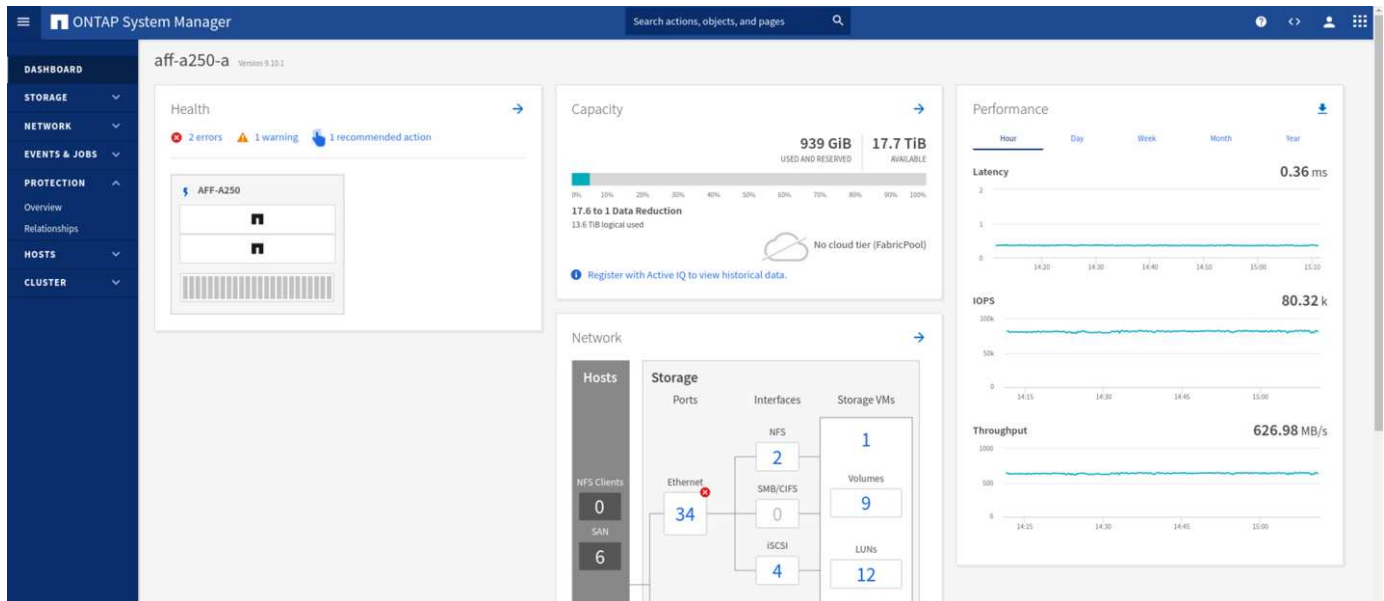 ONTAP System Manager
Search actions, objects, and pages
DASHBOARD
STORAGE
NETWORK
EVENTS & JOBS
PROTECTION
Overview
Relationships
HOSTS
CLUSTER
aff-a250-a Version 9.10.1
Health
2 errors 1 warning 1 recommended action
AFF-A250
Capacity
939 GiB 17.7 TiB
USED AND RESERVED AVAILABLE
0% 10% 20% 30% 40% 50% 60% 70% 80% 90% 100%
17.6 to 1 Data Reduction
13.6 TiB logical used
No cloud tier (FabricPool)
Register with Active IQ to view historical data.
Network
Hosts
NFS Clients
0
SAN
6
Storage
Ports Interfaces Storage VMs
Ethernet
34
NFS
2
SMB/CIFS
0
iSCSI
4
1
Volumes
9
LUNs
12
Performance
Hour Day Week Month Year
Latency 0.36 ms
2
1
0
14:20 14:30 14:40 14:50 15:00 15:10
IOPS 80.32 k
100k
50k
0
14:15 14:30 14:45 15:00
Throughput 626.98 MB/s
1000
500
0
14:15 14:30 14:45 15:00